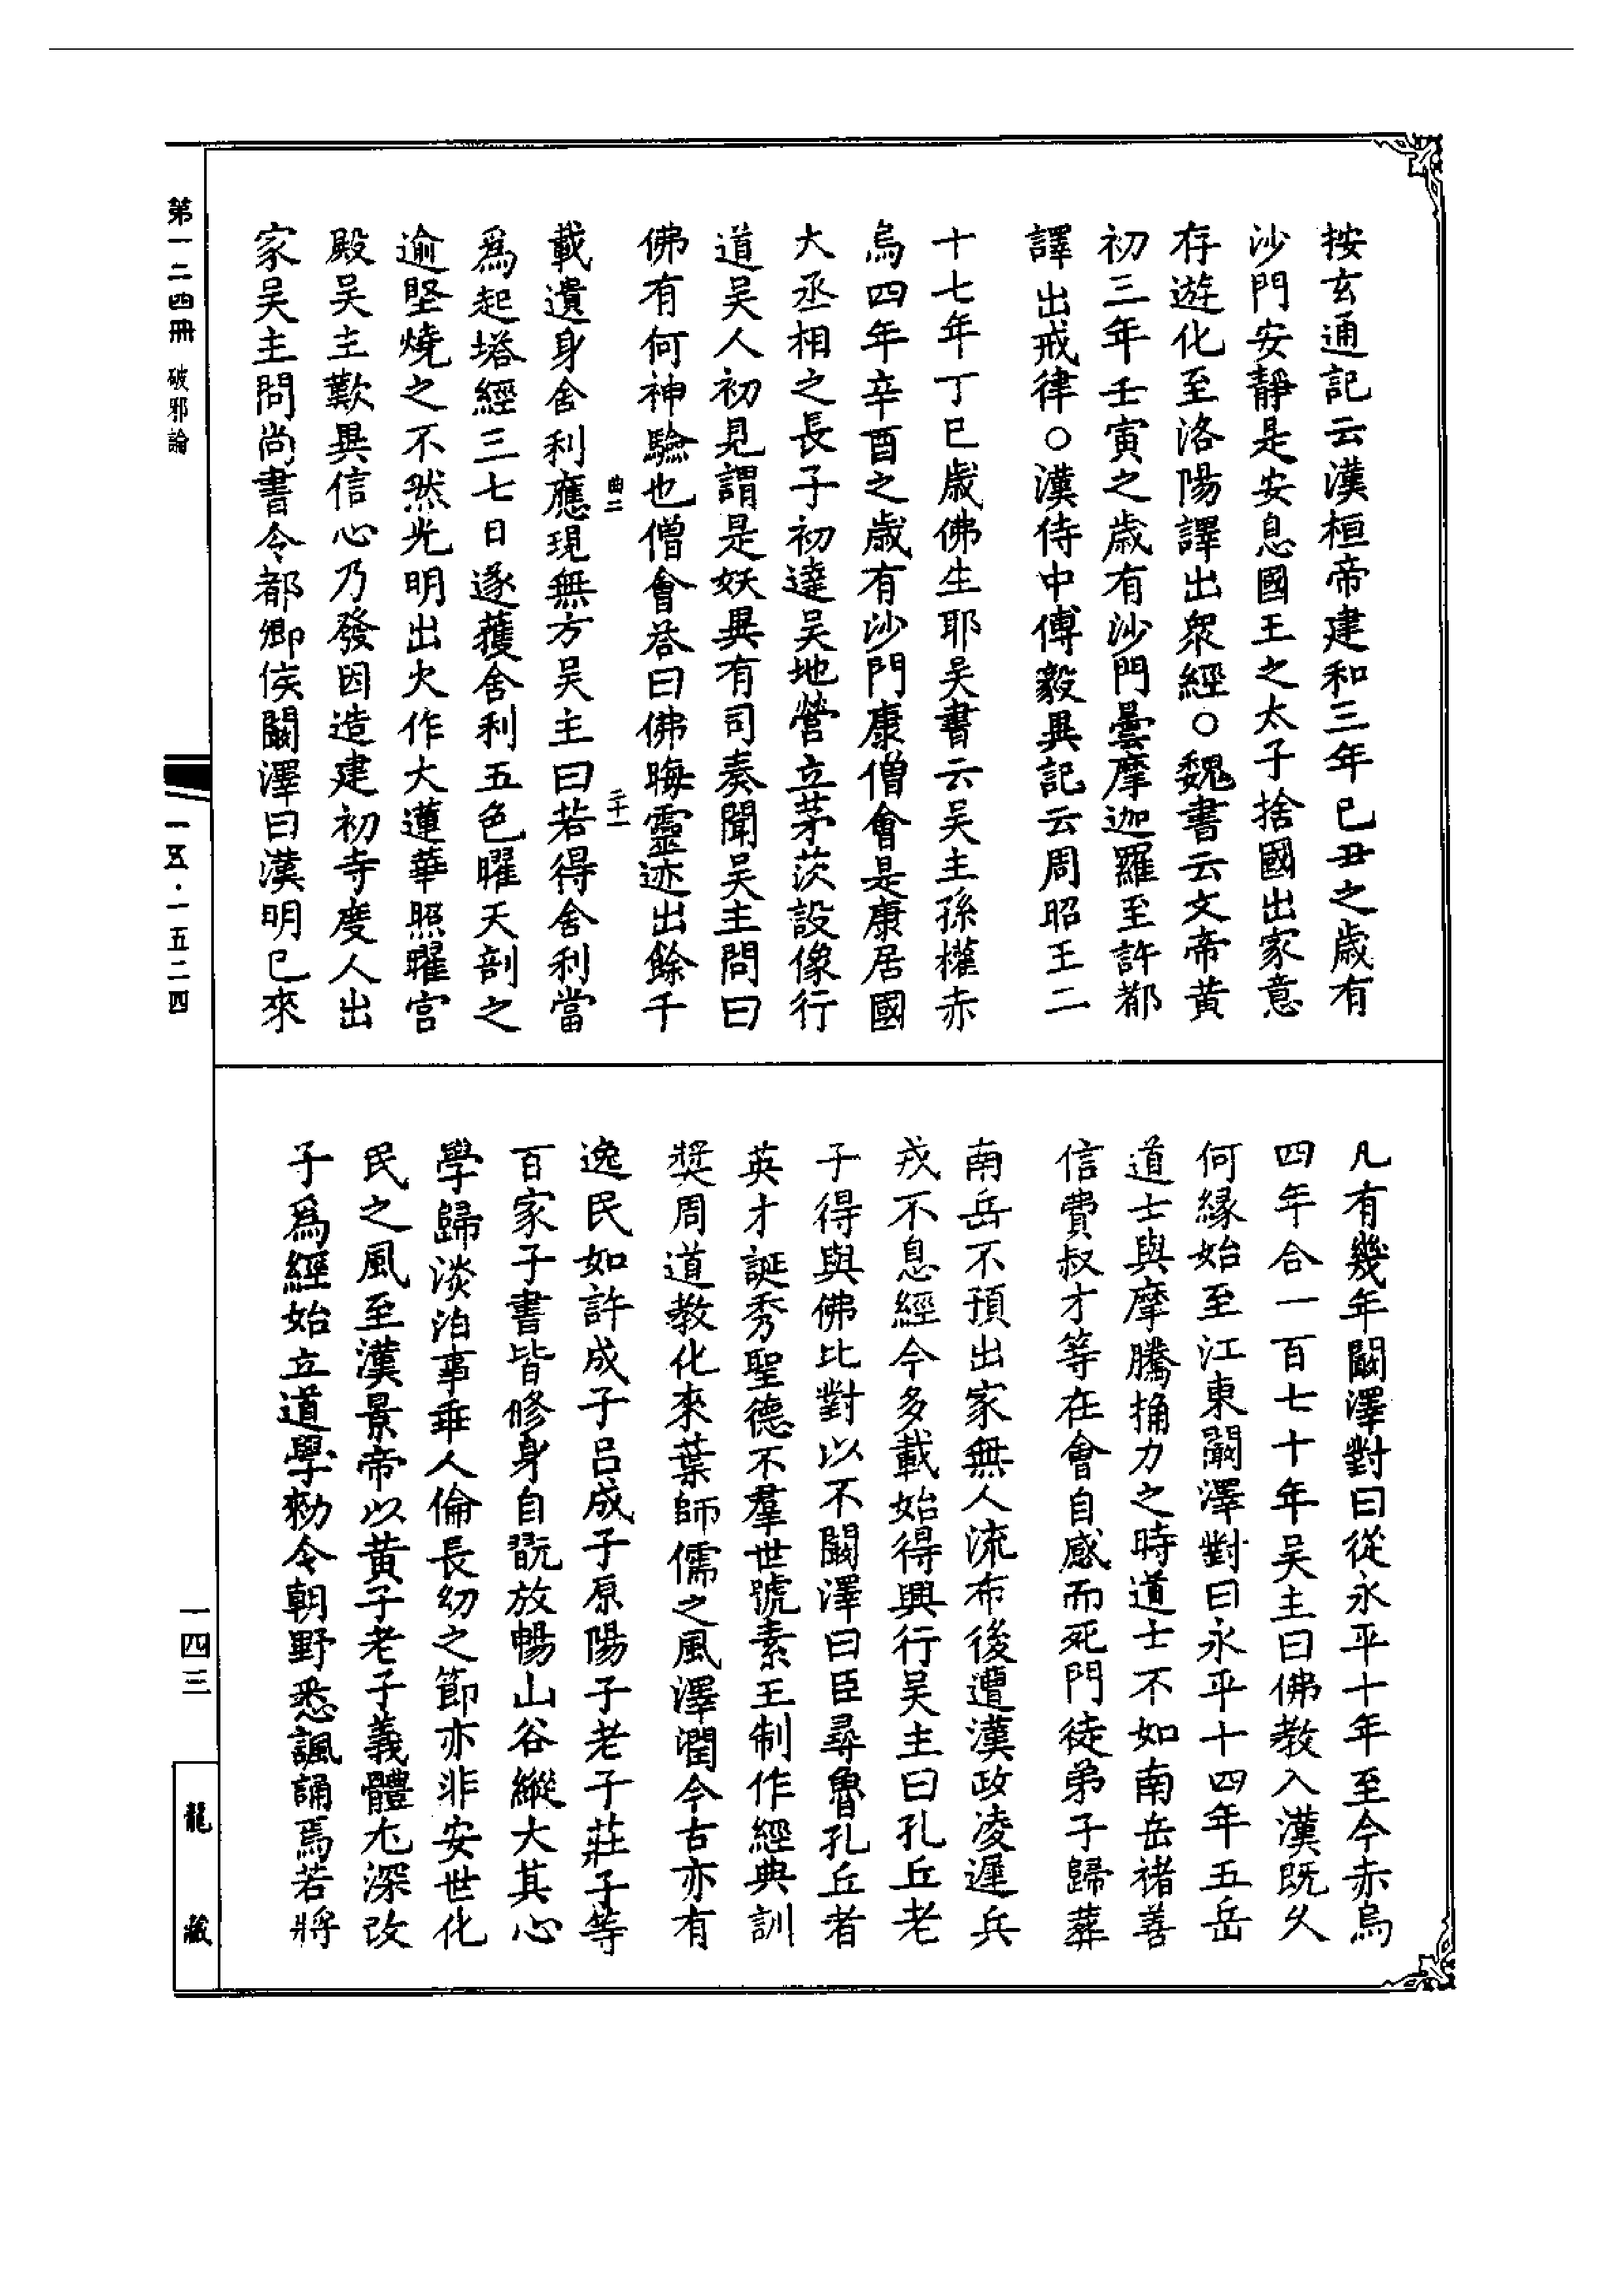 按玄通記云漢桓帝建和三年已丑之歲有
沙門安靜是安息國王之太子捨國出家意
存遊化至洛陽譯出衆經○魏書云文帝黃
初三年壬寅之歲有沙門曇摩迦羅至許都
譯出戒律○漢侍中傅毅異記云周昭王二
十七年丁巳歲佛生耶吳書云吳主孫權赤
烏四年辛酉之歲有沙門康僧會是康居國
大丞相之長子初達吳地營立茅茨設像行
道吳人初見謂是妖異有司奏聞吳主問曰
佛有何神驗也僧會荅曰佛晦靈迹出餘千
曲二
二十一
載遺身舍利應現無方吳主曰若得舍利當
爲起塔經三七日遂獲舍利五色曜天剖之
逾堅燒之不然光明出火作大蓮華照曜宮
殿吳主歎異信心乃發因造建初寺度人出
家吳主問尚書令都卿侯闞澤曰漢明已來
凡有幾年闞澤對曰從永平十年至今赤烏
四年合一百七十年吳主曰佛教入漢既久
何緣始至江東闞澤對曰永平十四年五岳
道士與摩騰捔力之時道士不如南岳褚善
信費叔才等在會自感而死門徒弟子歸葬
南岳不預出家無人流布後遭漢政凌遲兵
戎不息經今多載始得興行吳主曰孔丘老
子得與佛比對以不闞澤曰臣尋魯孔丘者
英才誕秀聖德不羣世號素王制作經典訓
獎周道教化來葉師儒之風澤潤今古亦有
逸民如許成子呂成子原陽子老子莊子等
百家子書皆修身自翫放暢山谷縱大其心
學歸淡泊事乖人倫長幼之節亦非安世化
民之風至漢景帝以黃子老子義體尤深改
子爲經始立道學勑令朝野悉諷誦焉若將
第一二四冊 破邪論
一五·一五二四
一四三
龍藏